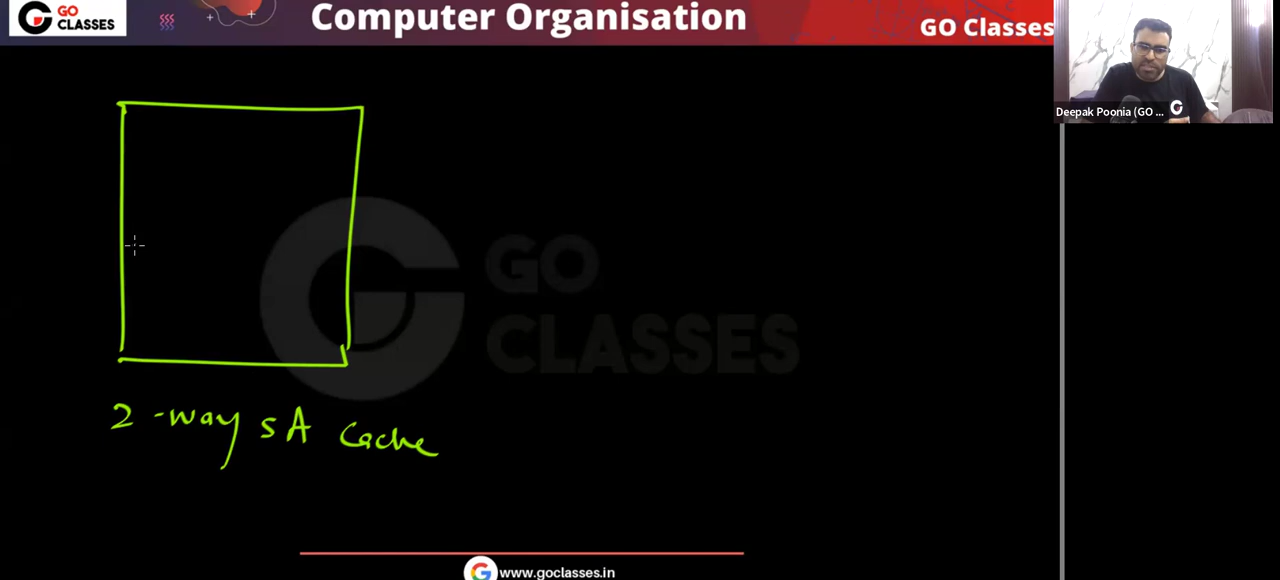 GO
CLASSES
Computer Organisation
GO Classes
Deepak Poonia (GO ...
GO
CLASSES
2-way SA Cache
www.goclasses.in